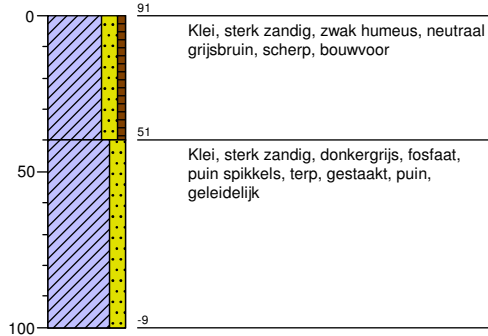 0
91
Klei, sterk zandig, zwak humeus, neutraal
grijsbruin, scherp, bouwvoor
51
Klei, sterk zandig, donkergrijs, fosfaat,
puin spikkels, terp, gestaakt, puin,
geleidelijk
50
100
-9